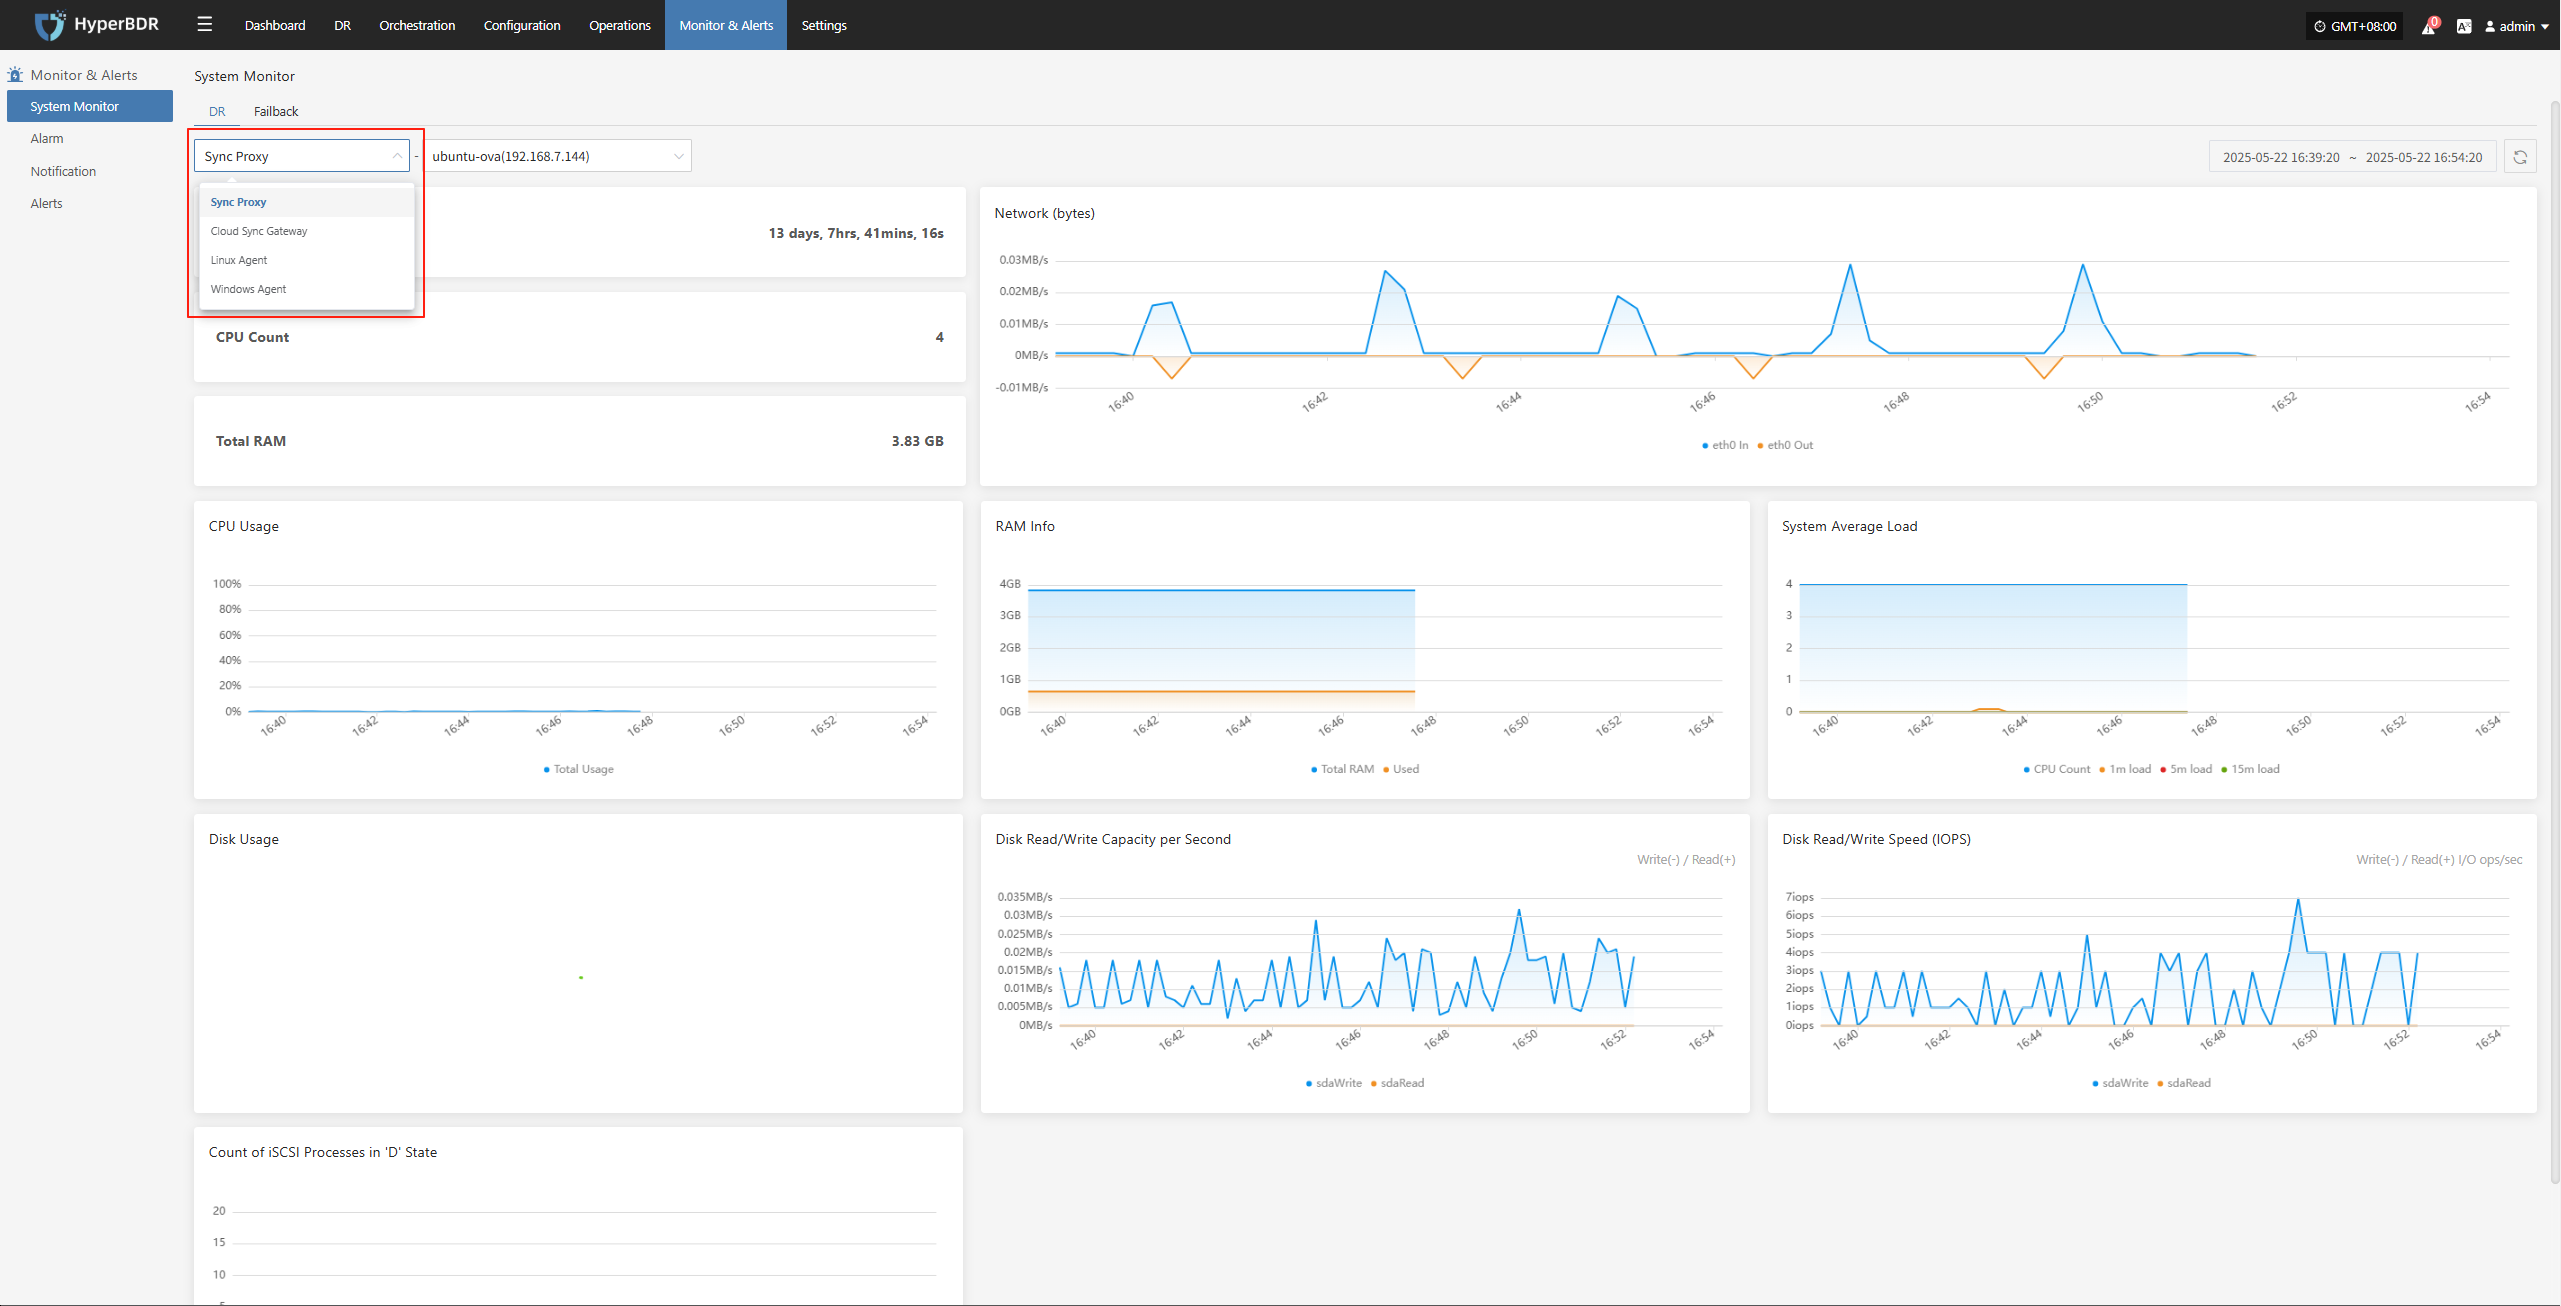 HyperBDR
Dashboard
DR
Orchestration
Configuration
Operations
Monitor & Alerts
Settings
GMT+08:00
0
admin
Monitor & Alerts
System Monitor
Alarm
Notification
Alerts
System Monitor
DR
Failback
Sync Proxy
-
ubuntu-ova(192.168.7.144)
2025-05-22 16:39:20 ~ 2025-05-22 16:54:20
Sync Proxy
Cloud Sync Gateway
Linux Agent
Windows Agent
13 days, 7hrs, 41mins, 16s
CPU Count
4
Total RAM
3.83 GB
Network (bytes)
0.03MB/s
0.02MB/s
0.01MB/s
0MB/s
-0.01MB/s
16:40
16:42
16:44
16:46
16:48
16:50
16:52
16:54
eth0 In
eth0 Out
CPU Usage
100%
80%
60%
40%
20%
0%
16:40
16:42
16:44
16:46
16:48
16:50
16:52
16:54
Total Usage
RAM Info
4GB
3GB
2GB
1GB
0GB
16:40
16:42
16:44
16:46
16:48
16:50
16:52
16:54
Total RAM
Used
System Average Load
4
3
2
1
0
16:40
16:42
16:44
16:46
16:48
16:50
16:52
16:54
CPU Count
1m load
5m load
15m load
Disk Usage
Disk Read/Write Capacity per Second
Write(-) / Read(+)
0.035MB/s
0.03MB/s
0.025MB/s
0.02MB/s
0.015MB/s
0.01MB/s
0.005MB/s
0MB/s
16:40
16:42
16:44
16:46
16:48
16:50
16:52
16:54
sdaWrite
sdaRead
Disk Read/Write Speed (IOPS)
Write(-) / Read(+) I/O ops/sec
7iops
6iops
5iops
4iops
3iops
2iops
1iops
0iops
16:40
16:42
16:44
16:46
16:48
16:50
16:52
16:54
sdaWrite
sdaRead
Count of iSCSI Processes in 'D' State
20
15
10